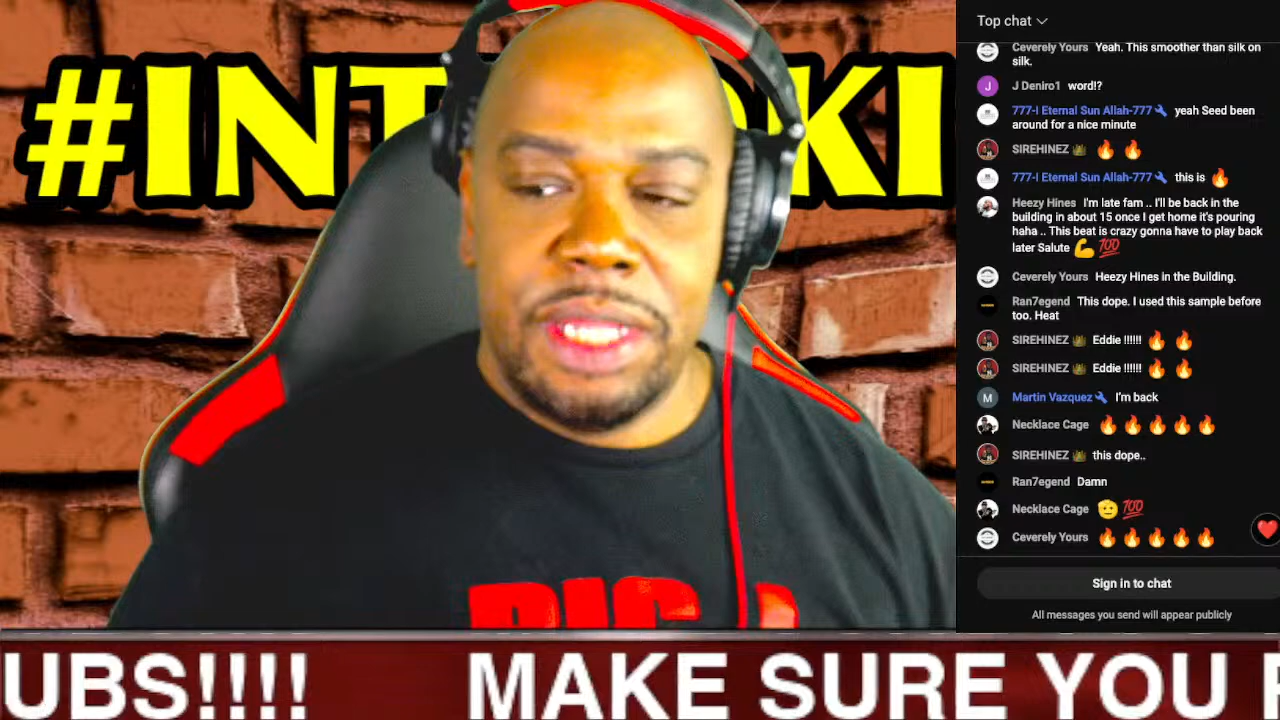 #INT
OKI
BIG J
UBS!!!! MAKE SURE YOU
Top chat
Ceverely Yours Yeah. This smoother than silk on
silk.
J
J Deniro1 word!?
777-I Eternal Sun Allah-777 yeah Seed been
around for a nice minute
SIREHINEZ 🔥 🔥
777-I Eternal Sun Allah-777 this is 🔥
Heezy Hines I'm late fam .. I'll be back in the
building in about 15 once I get home it's pouring
haha .. This beat is crazy gonna have to play back
later Salute 💪 💯
Ceverely Yours Heezy Hines in the Building.
Ran7egend This dope. I used this sample before
too. Heat
SIREHINEZ Eddie !!!!!! 🔥 🔥
SIREHINEZ Eddie !!!!!! 🔥 🔥
M
Martin Vazquez I'm back
Necklace Cage 🔥 🔥 🔥 🔥 🔥
SIREHINEZ this dope..
Ran7egend Damn
Necklace Cage 🫡 💯
Ceverely Yours 🔥 🔥 🔥 🔥 🔥
Sign in to chat
All messages you send will appear publicly